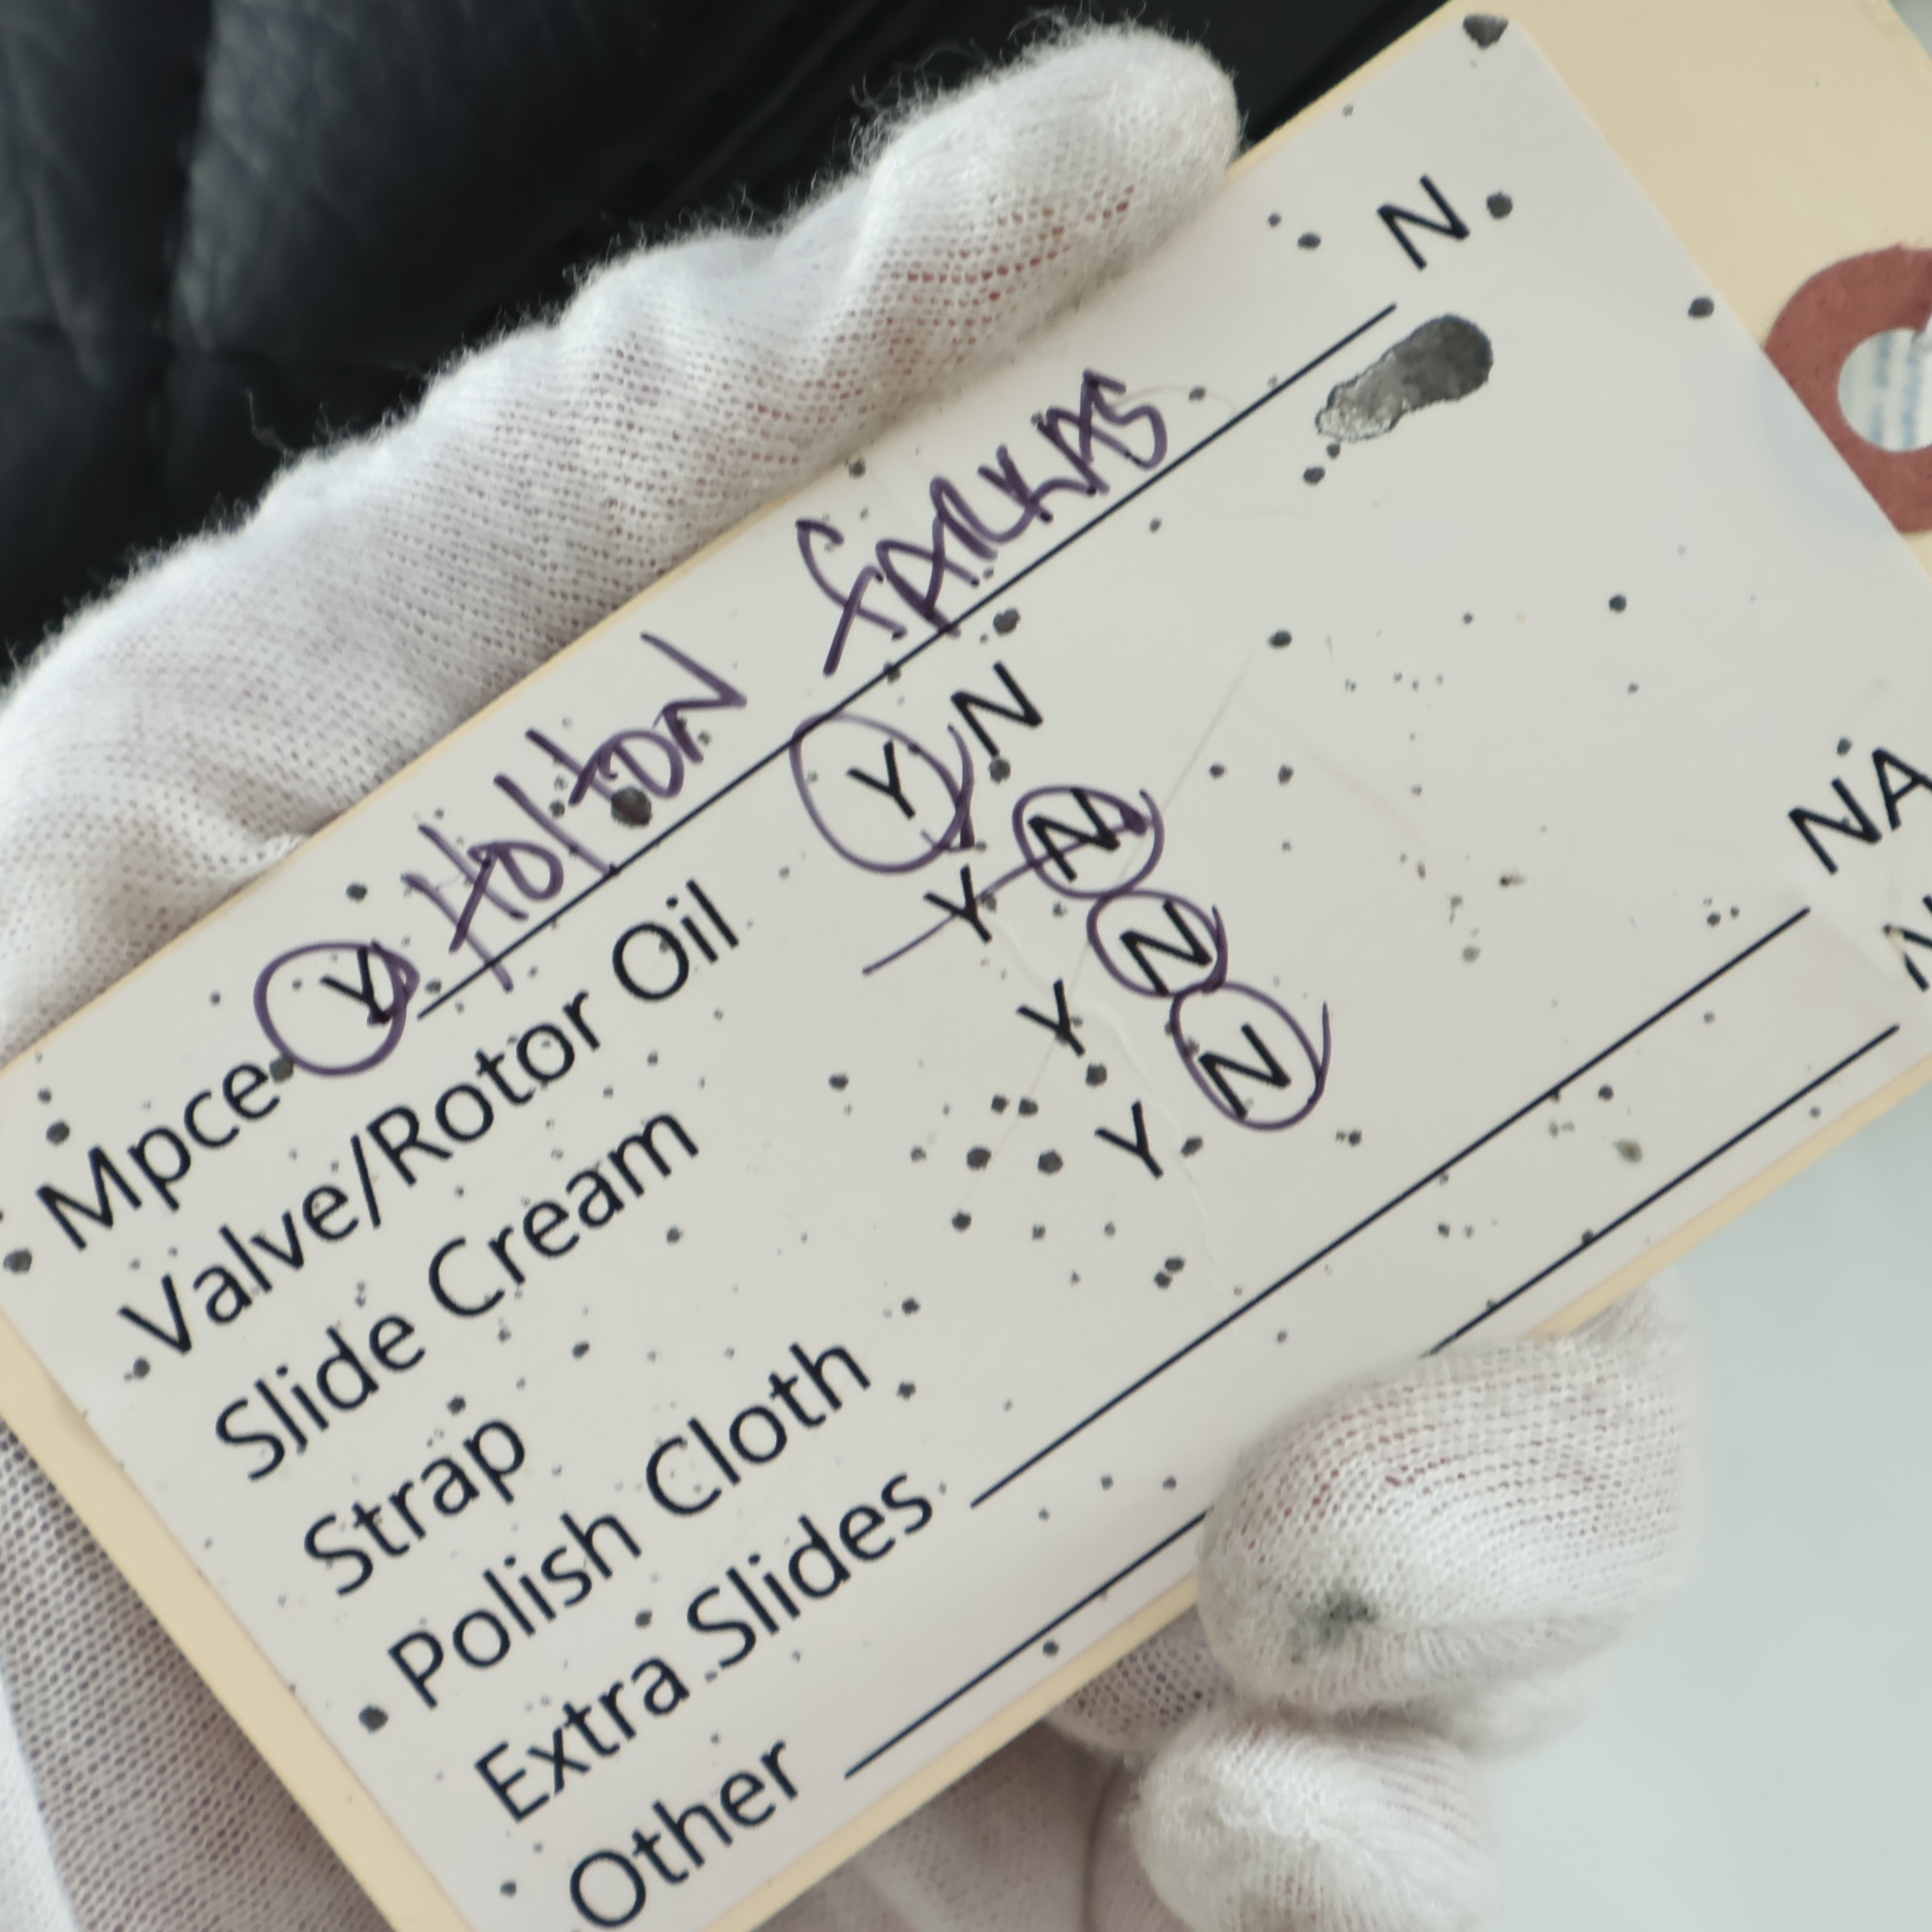 Mpce-Y Holton FARKAS N
Valve/Rotor Oil Y N
Slide Cream Y N
Strap Y N
Polish Cloth Y N
Extra Slides NA
Other